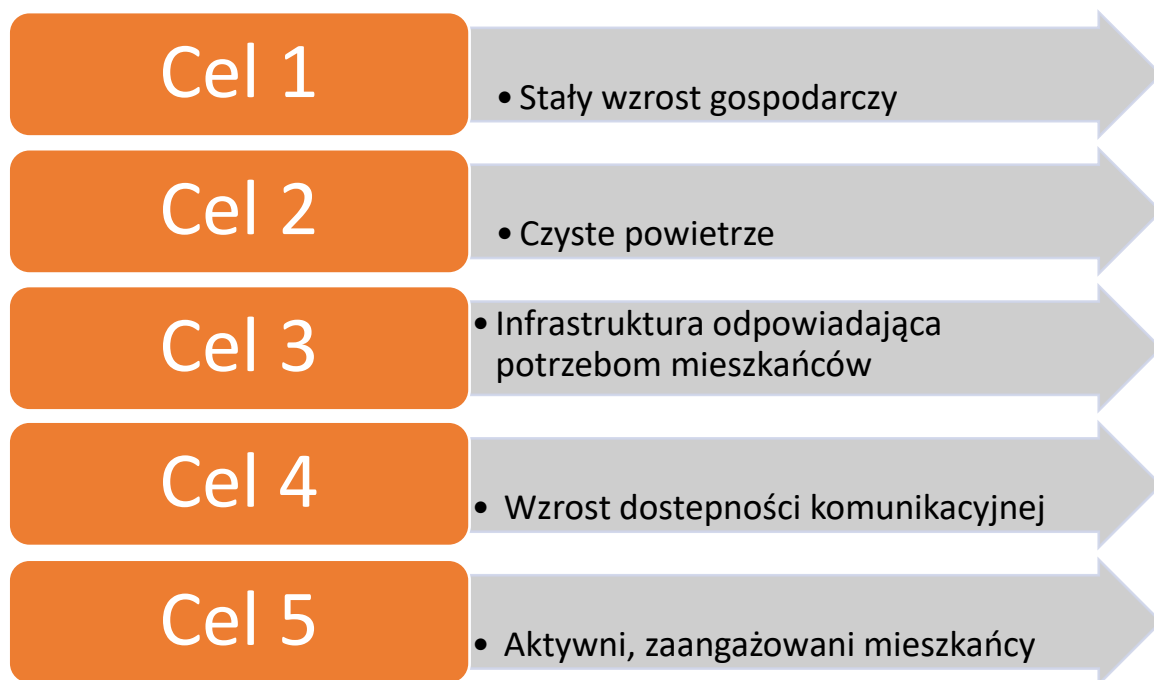 Cel 1
• Stały wzrost gospodarczy
Cel 2
• Czyste powietrze
Cel 3
• Infrastruktura odpowiadająca
potrzebom mieszkańców
Cel 4
• Wzrost dostepności komunikacyjnej
Cel 5
• Aktywni, zaangażowani mieszkańcy